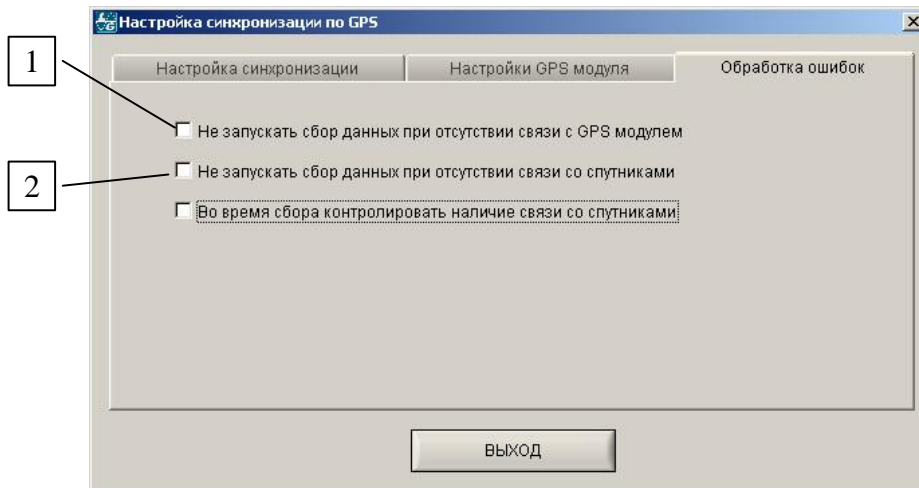 Настройка синхронизации по GPS
1
Настройка синхронизации
Настройки GPS модуля
Обработка ошибок
Не запускать сбор данных при отсутствии связи с GPS модулем
2
Не запускать сбор данных при отсутствии связи со спутниками
Во время сбора контролировать наличие связи со спутниками
ВЫХОД